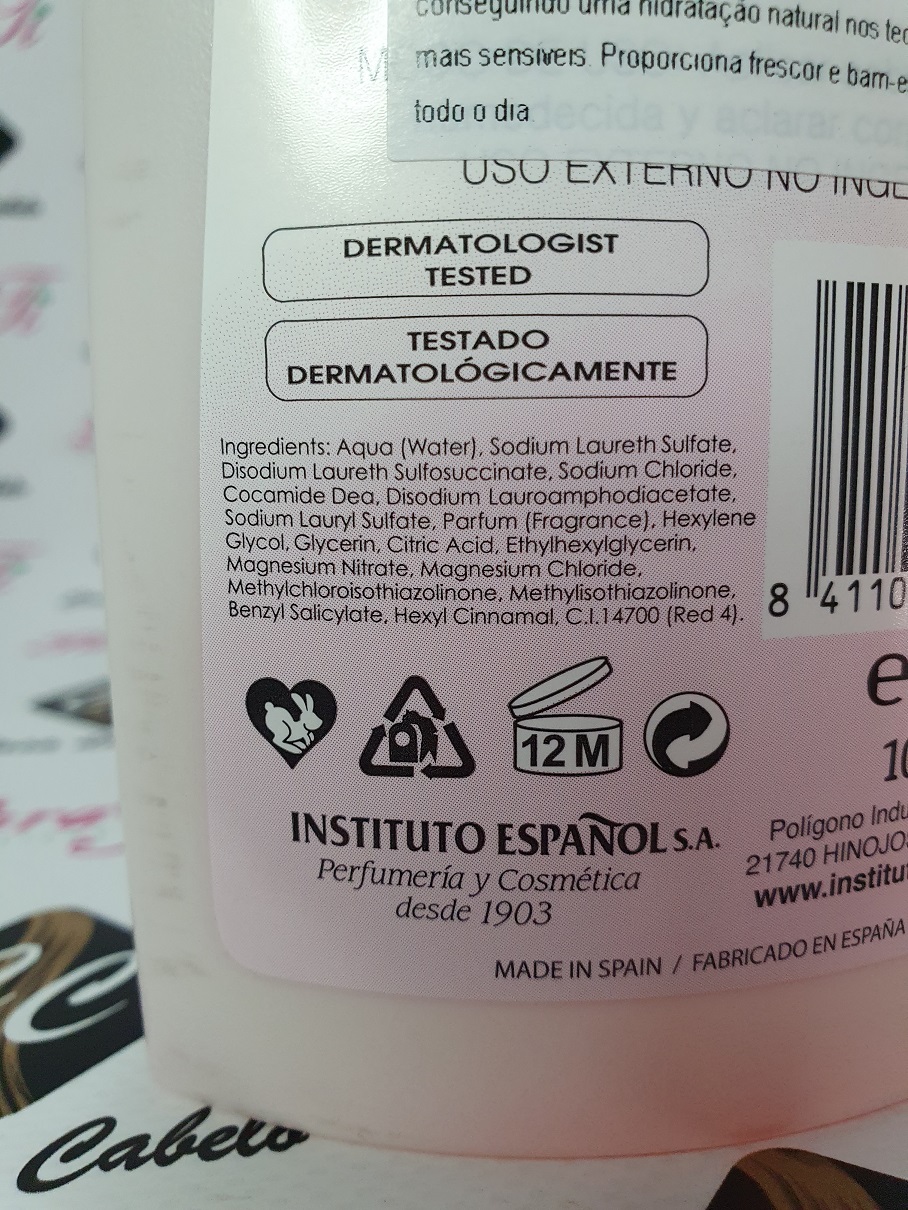 conseguindo uma hidratação natural nos
mais sensíveis. Proporciona frescor e
todo o dia
USO EXTERNO NO
DERMATOLOGIST
TESTED
TESTADO
DERMATOLÓGICAMENTE
Ingredients: Aqua (Water), Sodium Laureth Sulfate,
Disodium Laureth Sulfosuccinate, Sodium Chloride,
Cocamide Dea, Disodium Lauroamphodiacetate,
Sodium Lauryl Sulfate, Parfum (Fragrance), Hexylene
Glycol, Glycerin, Citric Acid, Ethylhexylglycerin,
Magnesium Nitrate, Magnesium Chloride,
Methylchloroisothiazolinone, Methylisothiazolinone,
Benzyl Salicylate, Hexyl Cinnamal, C.I.14700 (Red 4).
8 4110
e
12 M
INSTITUTO ESPAÑOL S.A.
Perfumería y Cosmética
desde 1903
Polígono
21740
www.
MADE IN SPAIN / FABRICADO EN ESPAÑA
Cabelo